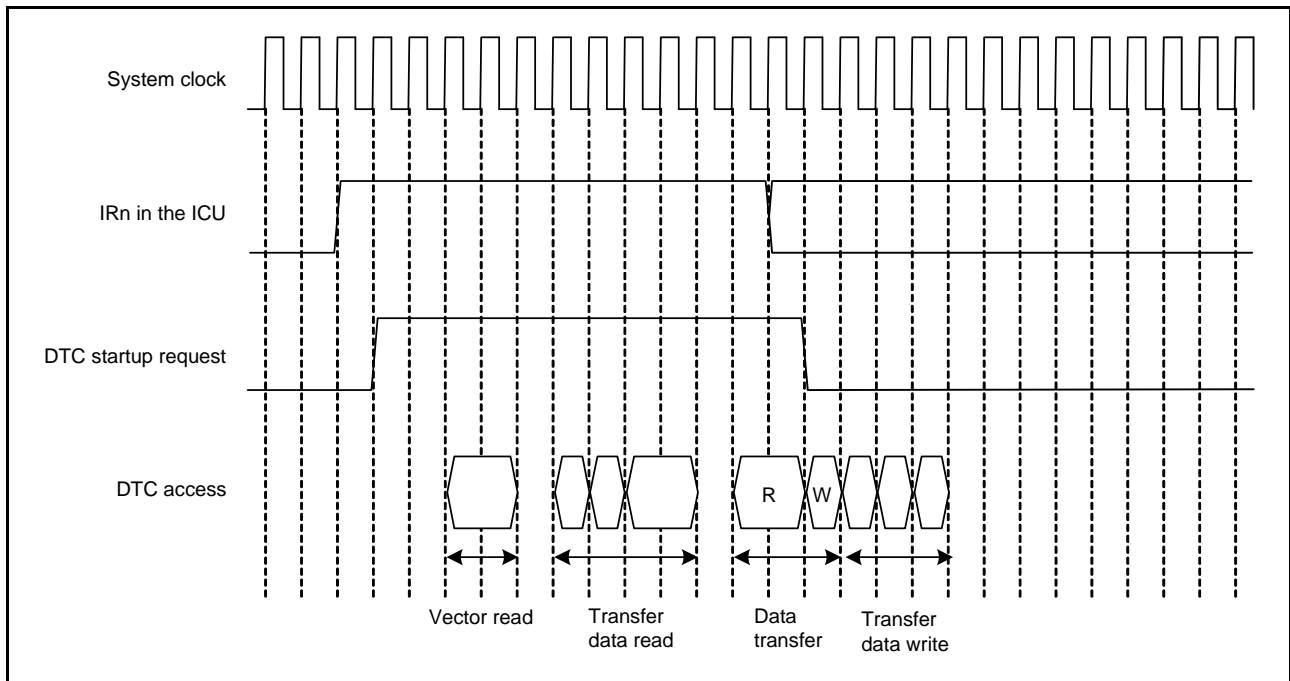 System clock
IRn in the ICU
DTC startup request
DTC access
R
W
Vector read
Transfer
data read
Data
transfer
Transfer
data write